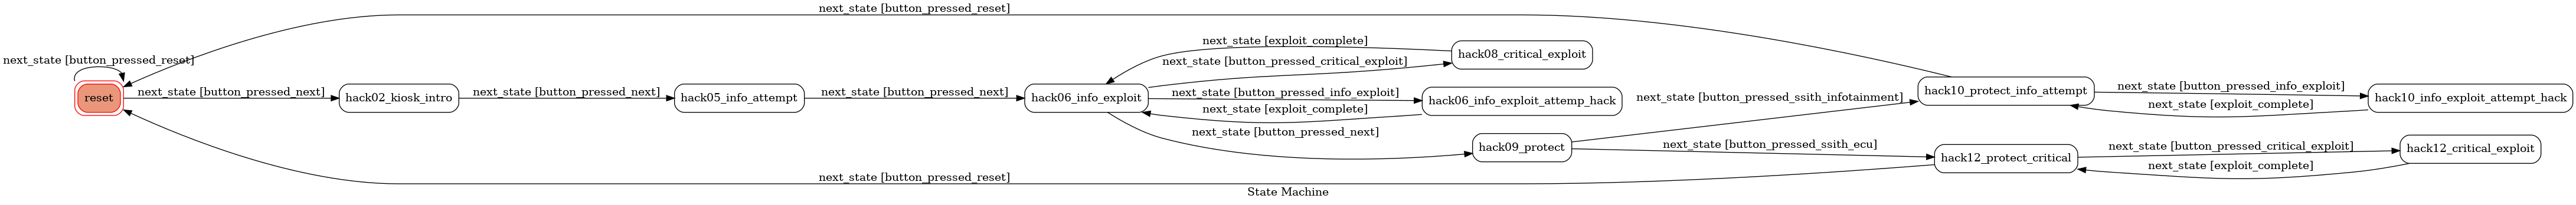 next_state [button_pressed_reset]
next_state [exploit_complete]
hack08_critical_exploit
next_state [button_pressed_reset]
next_state [button_pressed_critical_exploit]
reset
next_state [button_pressed_next]
hack02_kiosk_intro
next_state [button_pressed_next]
hack05_info_attempt
next_state [button_pressed_next]
hack06_info_exploit
next_state [button_pressed_info_exploit]
hack06_info_exploit_attemp_hack
next_state [exploit_complete]
next_state [button_pressed_ssith_infotainment]
hack10_protect_info_attempt
next_state [button_pressed_info_exploit]
hack10_info_exploit_attempt_hack
next_state [exploit_complete]
next_state [button_pressed_next]
hack09_protect
next_state [button_pressed_ssith_ecu]
hack12_protect_critical
next_state [button_pressed_critical_exploit]
hack12_critical_exploit
next_state [exploit_complete]
next_state [button_pressed_reset]
State Machine